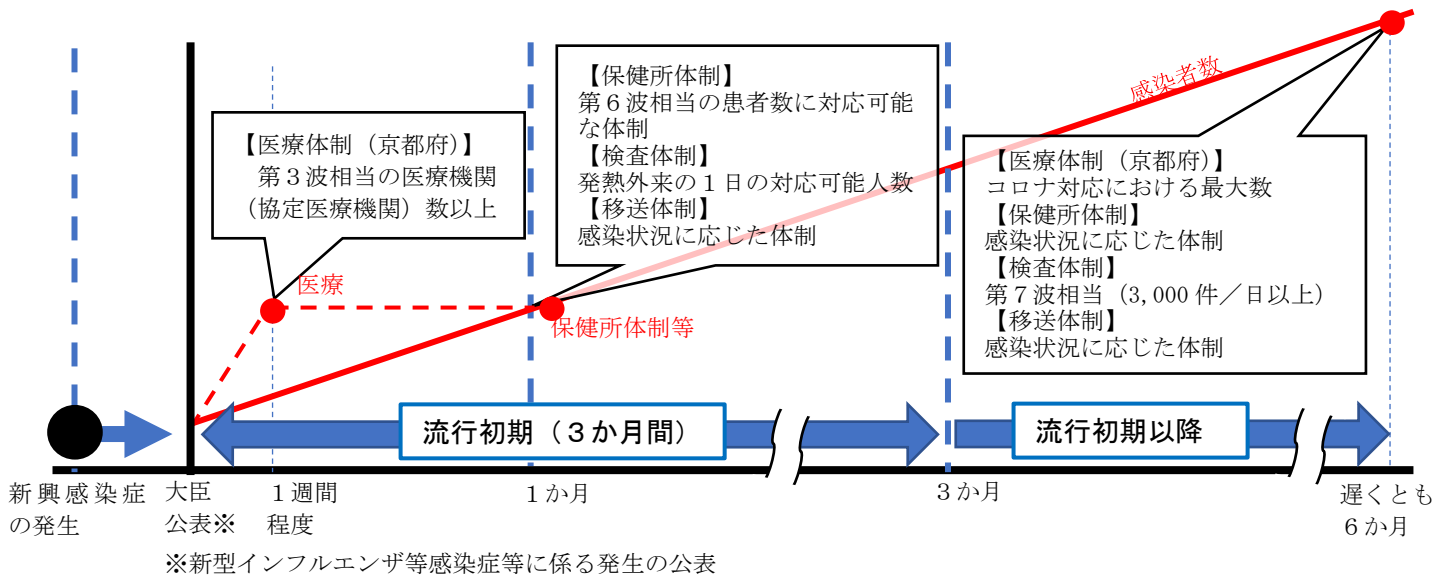 【医療体制（京都府）】
第３波相当の医療機関
（協定医療機関）数以上
【保健所体制】
第６波相当の患者数に対応可能
な体制
【検査体制】
発熱外来の１日の対応可能人数
【移送体制】
感染状況に応じた体制
感染者数
【医療体制（京都府）】
コロナ対応における最大数
【保健所体制】
感染状況に応じた体制
【検査体制】
第７波相当（3,000 件／日以上）
【移送体制】
感染状況に応じた体制
医療
保健所体制等
流行初期（３か月間）
流行初期以降
新興感染症
の発生
大臣
公表※
１週間
程度
１か月
３か月
遅くとも
６か月
※新型インフルエンザ等感染症等に係る発生の公表